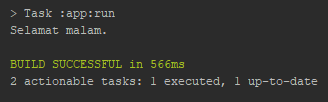 > Task :app:run
Selamat malam.
BUILD SUCCESSFUL in 566ms
2 actionable tasks: 1 executed, 1 up-to-date